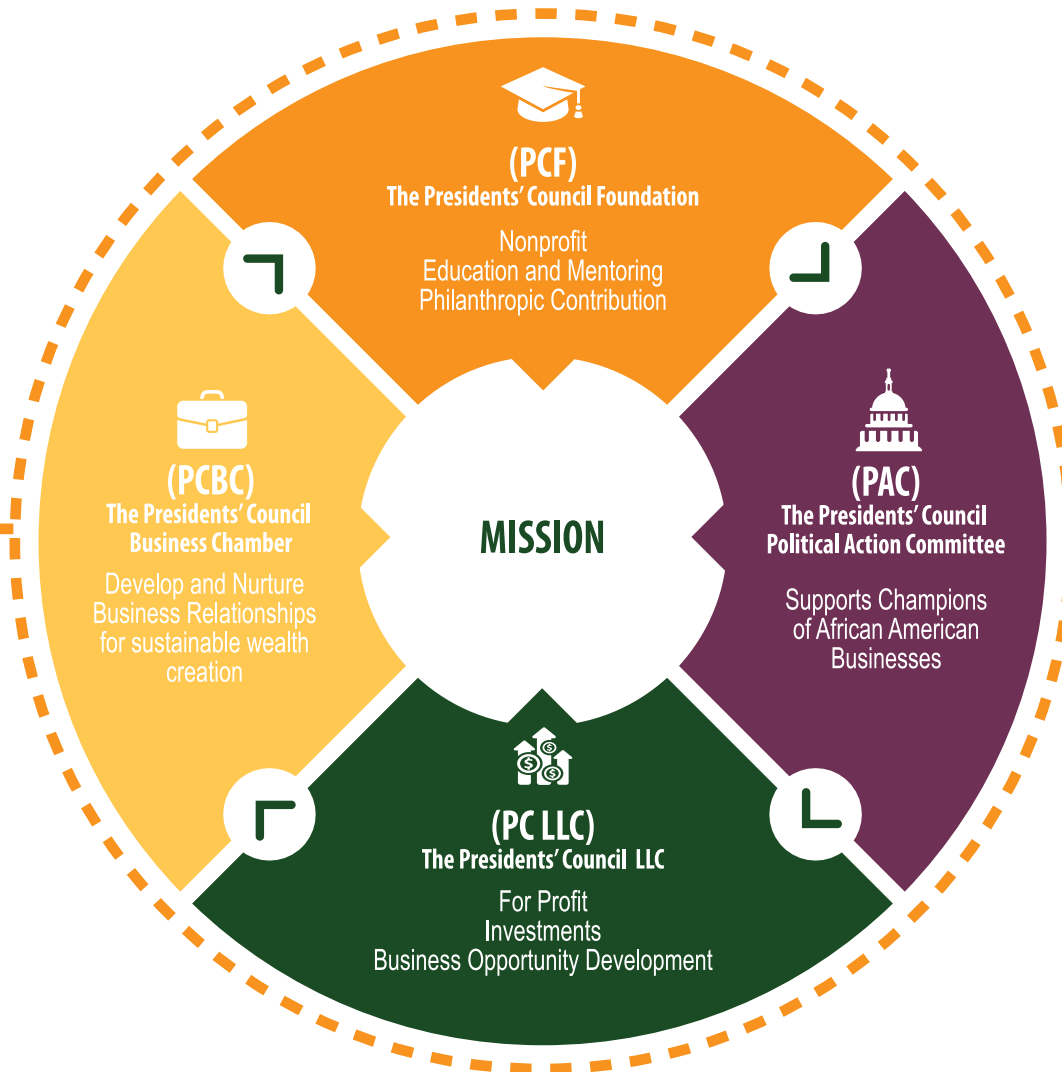 (PCF)
The Presidents' Council Foundation
Nonprofit
Education and Mentoring
Philanthropic Contribution
(PCBC)
The Presidents' Council
Business Chamber
Develop and Nurture
Business Relationships
for sustainable wealth
creation
MISSION
(PAC)
The Presidents' Council
Political Action Committee
Supports Champions
of African American
Businesses
(PC LLC)
The Presidents' Council LLC
For Profit
Investments
Business Opportunity Development